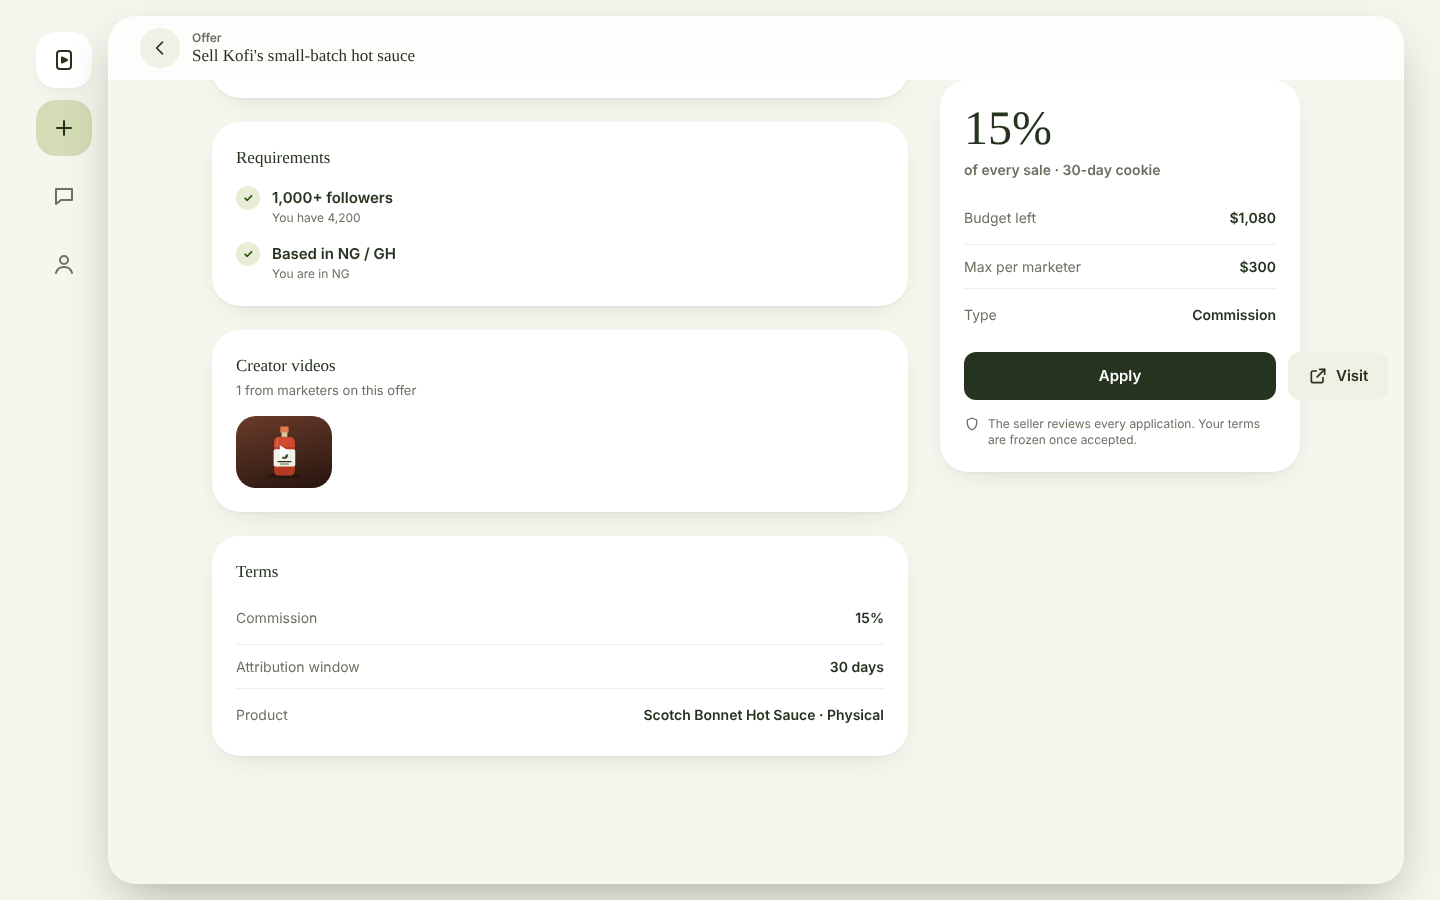 Offer
Sell Kofi's small-batch hot sauce
Requirements
1,000+ followers
You have 4,200
Based in NG / GH
You are in NG
Creator videos
1 from marketers on this offer
Terms
Commission 15%
Attribution window 30 days
Product Scotch Bonnet Hot Sauce · Physical
15%
of every sale · 30-day cookie
Budget left $1,080
Max per marketer $300
Type Commission
Apply
Visit
The seller reviews every application. Your terms
are frozen once accepted.